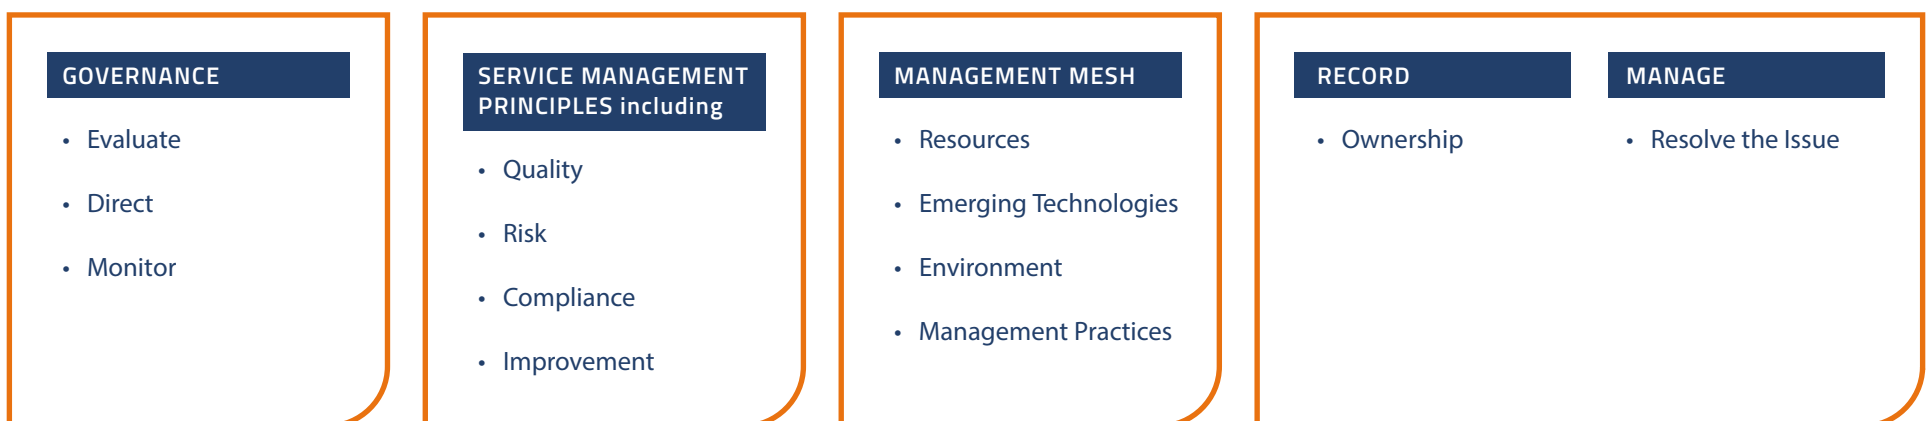 GOVERNANCE
• Evaluate
• Direct
• Monitor
SERVICE MANAGEMENT
PRINCIPLES including
• Quality
• Risk
• Compliance
• Improvement
MANAGEMENT MESH
• Resources
• Emerging Technologies
• Environment
• Management Practices
RECORD
• Ownership
MANAGE
• Resolve the Issue